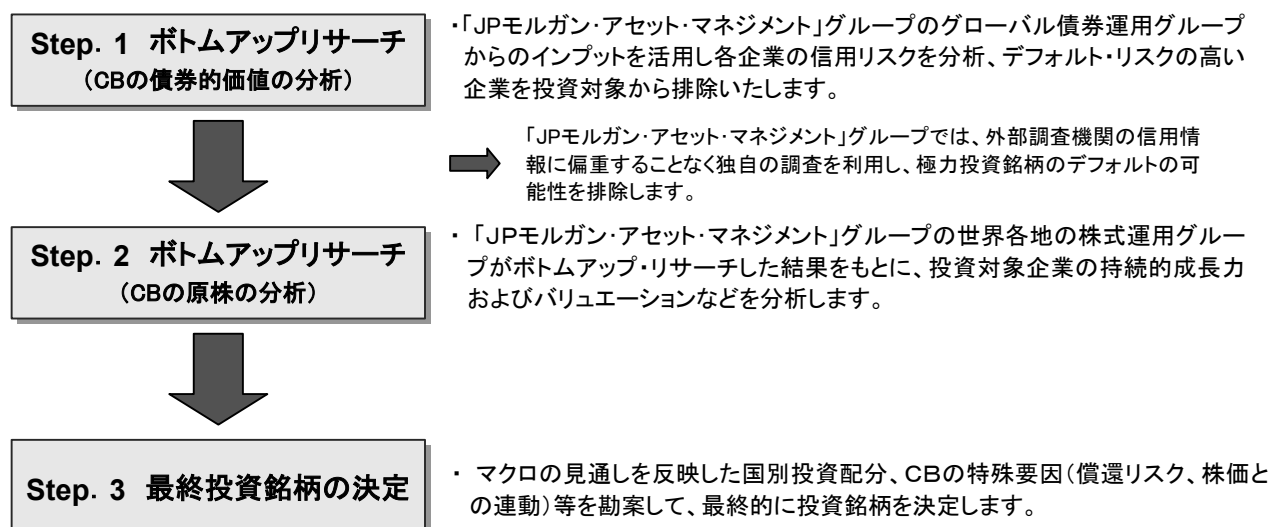 Step. 1 ボトムアップリサーチ
（CBの債券的価値の分析）
・「JPモルガン・アセット・マネジメント」グループのグローバル債券運用グループ
からのインプットを活用し各企業の信用リスクを分析、デフォルト・リスクの高い
企業を投資対象から排除いたします。
「JPモルガン・アセット・マネジメント」グループでは、外部調査機関の信用情
報に偏重することなく独自の調査を利用し、極力投資銘柄のデフォルトの可
能性を排除します。
Step. 2 ボトムアップリサーチ
（CBの原株の分析）
・「JPモルガン・アセット・マネジメント」グループの世界各地の株式運用グルー
プがボトムアップ・リサーチした結果をもとに、投資対象企業の持続的成長力
およびバリュエーションなどを分析します。
Step. 3 最終投資銘柄の決定
・ マクロの見通しを反映した国別投資配分、CBの特殊要因（償還リスク、株価と
の連動）等を勘案して、最終的に投資銘柄を決定します。